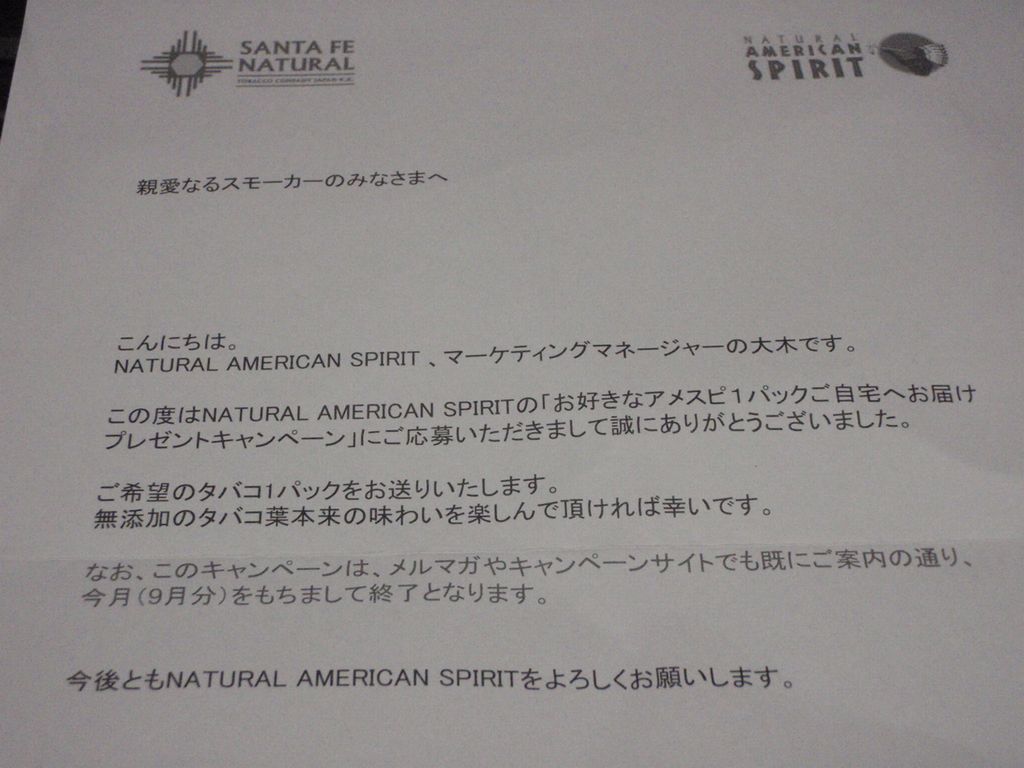 SANTA FE
NATURAL
TOBACCO COMPANY JAPAN K.K.
NATURAL
AMERICAN
SPIRIT
親愛なるスモーカーのみなさまへ
こんにちは。
NATURAL AMERICAN SPIRIT 、マーケティングマネージャーの大木です。
この度はNATURAL AMERICAN SPIRITの「お好きなアメスピ1パックご自宅へお届け
プレゼントキャンペーン」にご応募いただきまして誠にありがとうございました。
ご希望のタバコ1パックをお送りいたします。
無添加のタバコ葉本来の味わいを楽しんで頂ければ幸いです。
なお、このキャンペーンは、メルマガやキャンペーンサイトでも既にご案内の通り、
今月(9月分)をもちまして終了となります。
今後ともNATURAL AMERICAN SPIRITをよろしくお願いします。